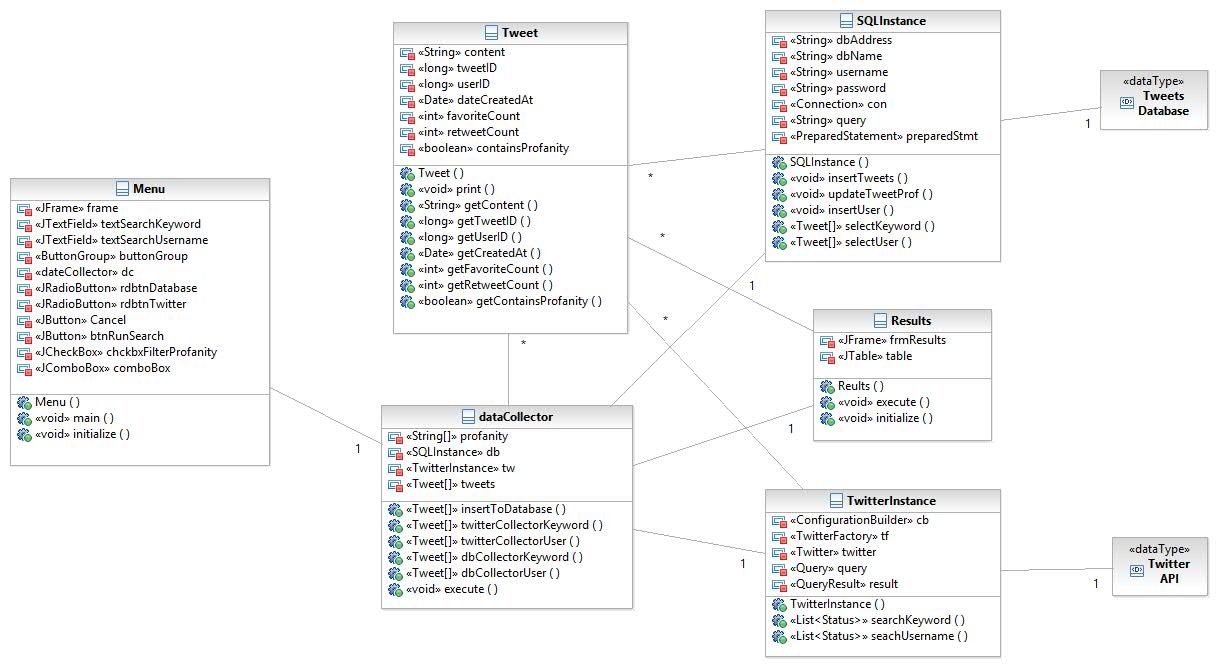 Menu
«JFrame» frame
«JTextField» textSearchKeyword
«JTextField» textSearchUsername
«ButtonGroup» buttonGroup
«dateCollector» dc
«JRadioButton» rdbtnDatabase
«JRadioButton» rdbtnTwitter
«JButton» Cancel
«JButton» btnRunSearch
«JCheckBox» chckbxFilterProfanity
«JComboBox» comboBox
Menu ( )
«void» main ( )
«void» initialize ( )
1
Tweet
«String» content
«long» tweetID
«long» userID
«Date» dateCreatedAt
«int» favoriteCount
«int» retweetCount
«boolean» containsProfanity
Tweet ( )
«void» print ( )
«String» getContent ( )
«long» getTweetID ( )
«long» getUserID ( )
«Date» getCreatedAt ( )
«int» getFavoriteCount ( )
«int» getRetweetCount ( )
«boolean» getContainsProfanity ( )
*
*
*
*
dataCollector
«String[]» profanity
«SQLInstance» db
«TwitterInstance» tw
«Tweet[]» tweets
«Tweet[]» insertToDatabase ( )
«Tweet[]» twitterCollectorKeyword ( )
«Tweet[]» twitterCollectorUser ( )
«Tweet[]» dbCollectorKeyword ( )
«Tweet[]» dbCollectorUser ( )
«void» execute ( )
1
1
1
SQLInstance
«String» dbAddress
«String» dbName
«String» username
«String» password
«Connection» con
«String» query
«PreparedStatement» preparedStmt
SQLInstance ( )
«void» insertTweets ( )
«void» updateTweetProf ( )
«void» insertUser ( )
«Tweet[]» selectKeyword ( )
«Tweet[]» selectUser ( )
1
«dataType»
Tweets
Database
Results
«JFrame» frmResults
«JTable» table
Reults ( )
«void» execute ( )
«void» initialize ( )
TwitterInstance
«ConfigurationBuilder» cb
«TwitterFactory» tf
«Twitter» twitter
«Query» query
«QueryResult» result
TwitterInstance ( )
«List<Status>» searchKeyword ( )
«List<Status>» seachUsername ( )
1
«dataType»
Twitter
API